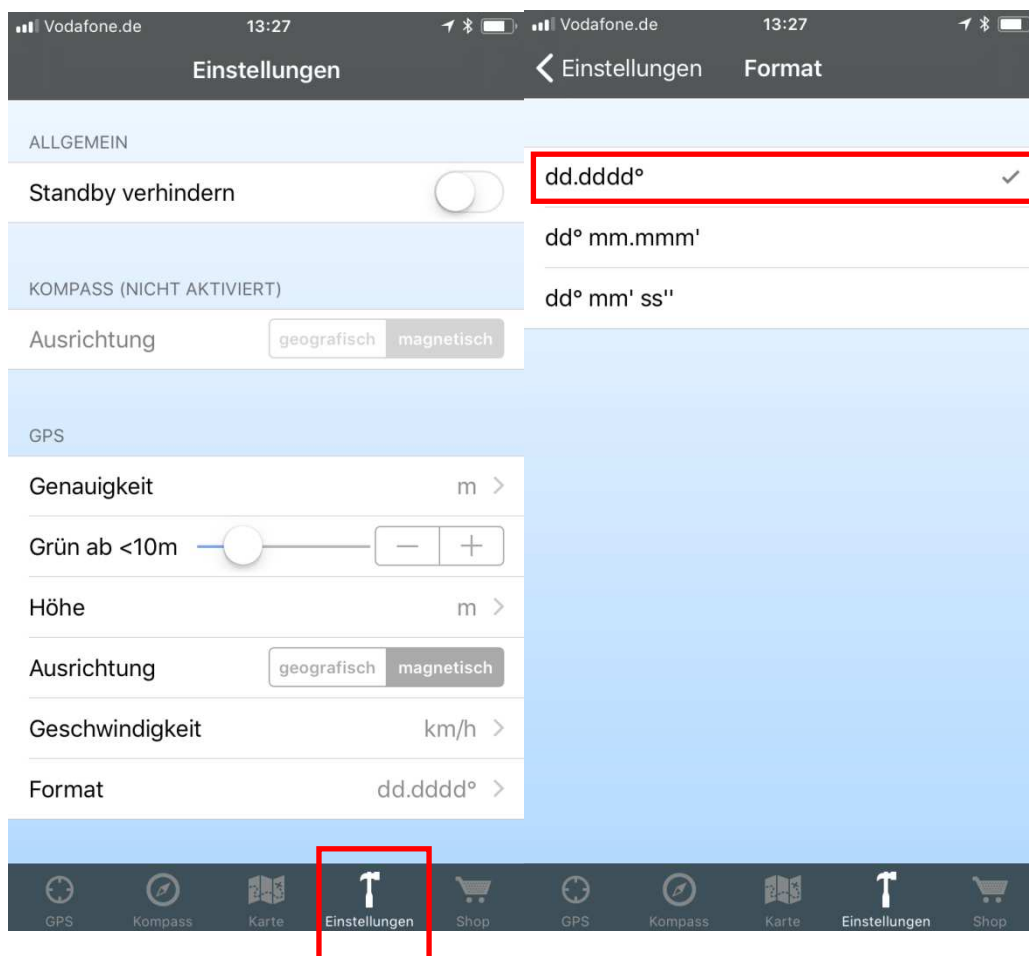 Vodafone.de 13:27
Einstellungen
ALLGEMEIN
Standby verhindern
KOMPASS (NICHT AKTIVIERT)
Ausrichtung geografisch magnetisch
GPS
Genauigkeit m
Grün ab <10m
Höhe m
Ausrichtung geografisch magnetisch
Geschwindigkeit km/h
Format dd.dddd°
GPS Kompass Karte Einstellungen Shop
Vodafone.de 13:27
Einstellungen Format
dd.dddd°
dd° mm.mmm'
dd° mm' ss''
GPS Kompass Karte Einstellungen Shop